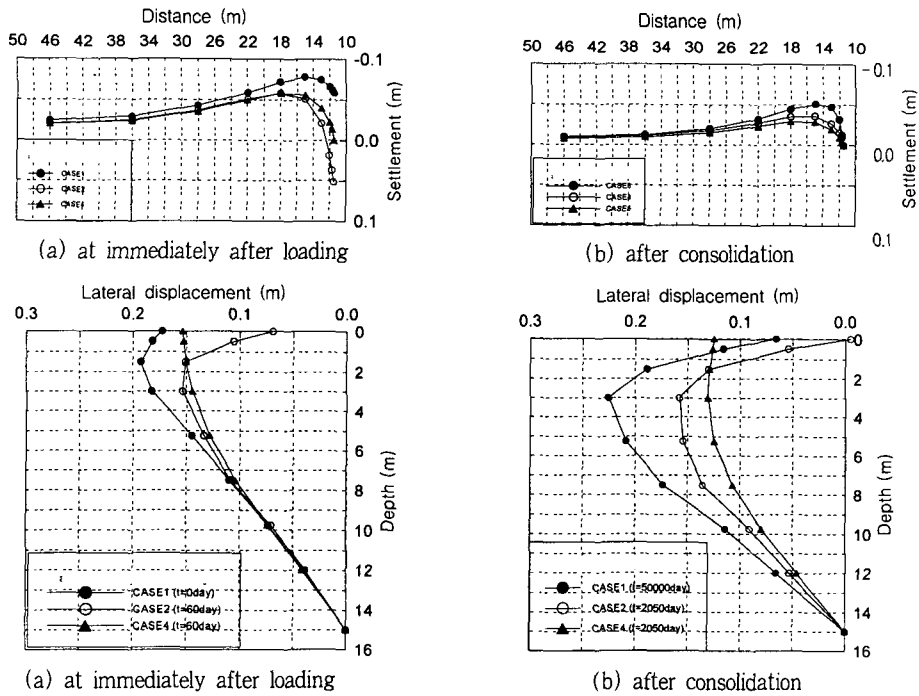 Distance (m)
50 46 42 38 34 30 26 22 18 14 10
-0.1
0.0
0.1
Settlement (m)
CASE1
CASE2
(a) at immediately after loading
Distance (m)
50 46 42 38 34 30 26 22 18 14 10
-0.1
0.0
0.1
Settlement (m)
(b) after consolidation
Lateral displacement (m)
0.3 0.2 0.1 0.0
0
2
4
6
8
10
12
14
16
Depth (m)
CASE1 (t=0day)
CASE2 (t=60day)
CASE4 (t=60day)
(a) at immediately after loading
Lateral displacement (m)
0.3 0.2 0.1 0.0
0
2
4
6
8
10
12
14
16
Depth (m)
CASE1 (t=50000day)
CASE2 (t=2050day)
CASE4 (t=2050day)
(b) after consolidation